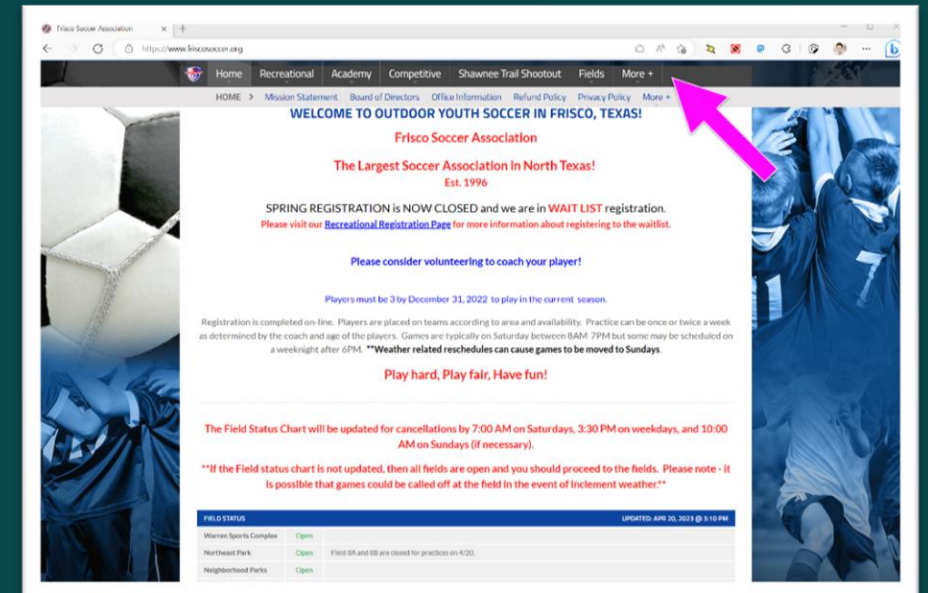 Frisco Soccer Association
https://www.friscosoccer.org
Home Recreational Academy Competitive Shawnee Trail Shootout Fields More +
HOME > Mission Statement Board of Directors Office Information Refund Policy Privacy Policy More +
WELCOME TO OUTDOOR YOUTH SOCCER IN FRISCO, TEXAS!
Frisco Soccer Association
The Largest Soccer Association in North Texas!
Est. 1996
SPRING REGISTRATION is NOW CLOSED and we are in WAIT LIST registration.
Please visit our Recreational Registration Page for more information about registering to the waitlist.
Please consider volunteering to coach your player!
Players must be 3 by December 31, 2022 to play in the current season.
Registration is completed on-line. Players are placed on teams according to area and availability. Practice can be once or twice a week
as determined by the coach and age of the players. Games are typically on Saturday between 8AM 7PM but some may be scheduled on
a weeknight after 6PM. **Weather related reschedules can cause games to be moved to Sundays.
Play hard, Play fair, Have fun!
The Field Status Chart will be updated for cancellations by 7:00 AM on Saturdays, 3:30 PM on weekdays, and 10:00
AM on Sundays (if necessary).
**If the Field status chart is not updated, then all fields are open and you should proceed to the fields. Please note - it
is possible that games could be called off at the field in the event of inclement weather.**
FIELD STATUS UPDATED: APR 20, 2023 @ 3:10 PM
Warren Sports Complex Open
Northeast Park Open Field 8A and 8B are closed for practices on 4/20.
Neighborhood Parks Open